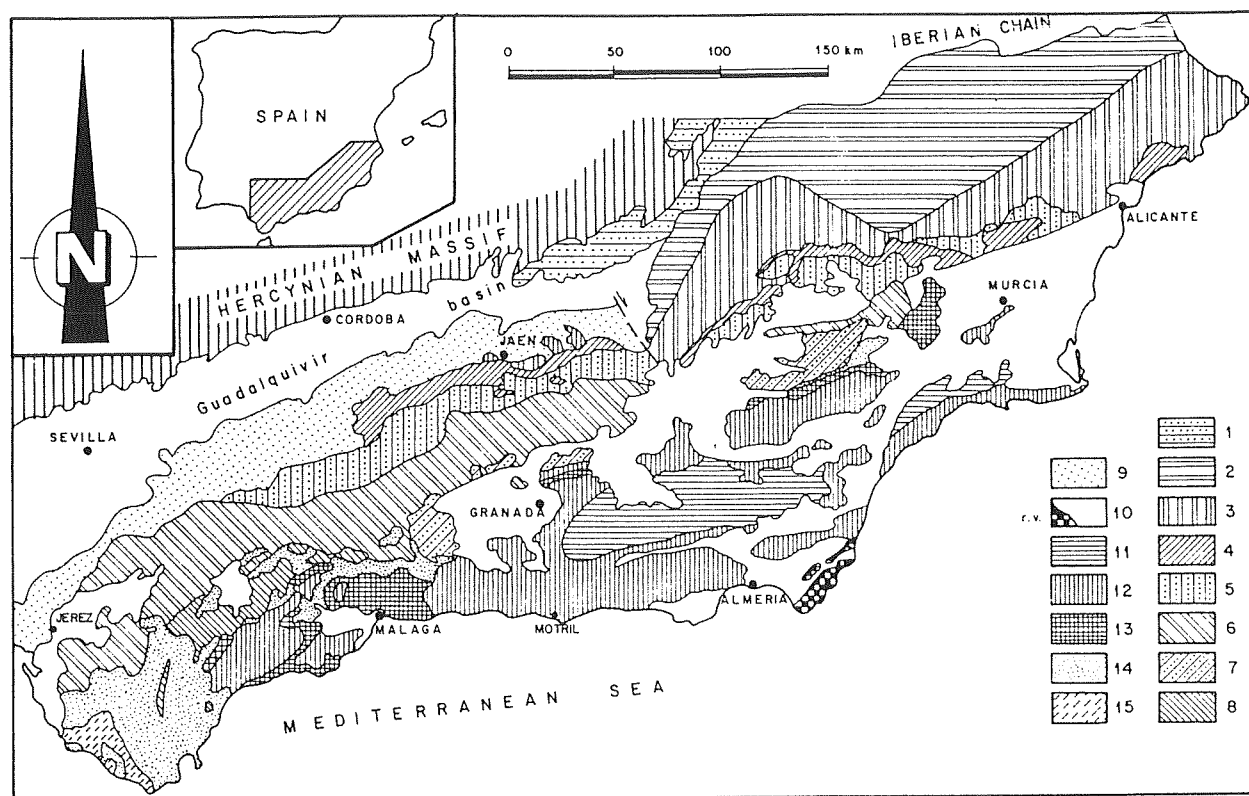 N
SPAIN
0 50 100 150 km
IBERIAN CHAIN
HERCYNIAN MASSIF
CORDOBA
Guadalquivir basin
JAEN
ALICANTE
MURCIA
SEVILLA
GRANADA
JEREZ
MALAGA
MOTRIL
ALMERIA
MEDITERRANEAN SEA
1
9 2
r.v. 10 3
11 4
12 5
13 6
14 7
15 8